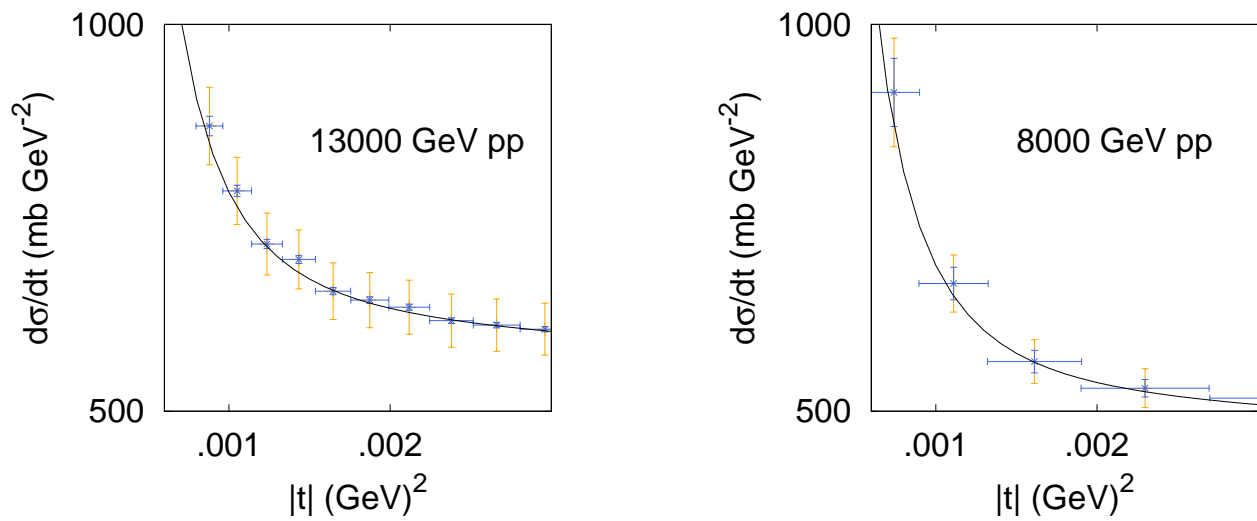 1000
500
dσ/dt (mb GeV⁻²)
13000 GeV pp
.001 .002
|t| (GeV)²
1000
500
dσ/dt (mb GeV⁻²)
8000 GeV pp
.001 .002
|t| (GeV)²